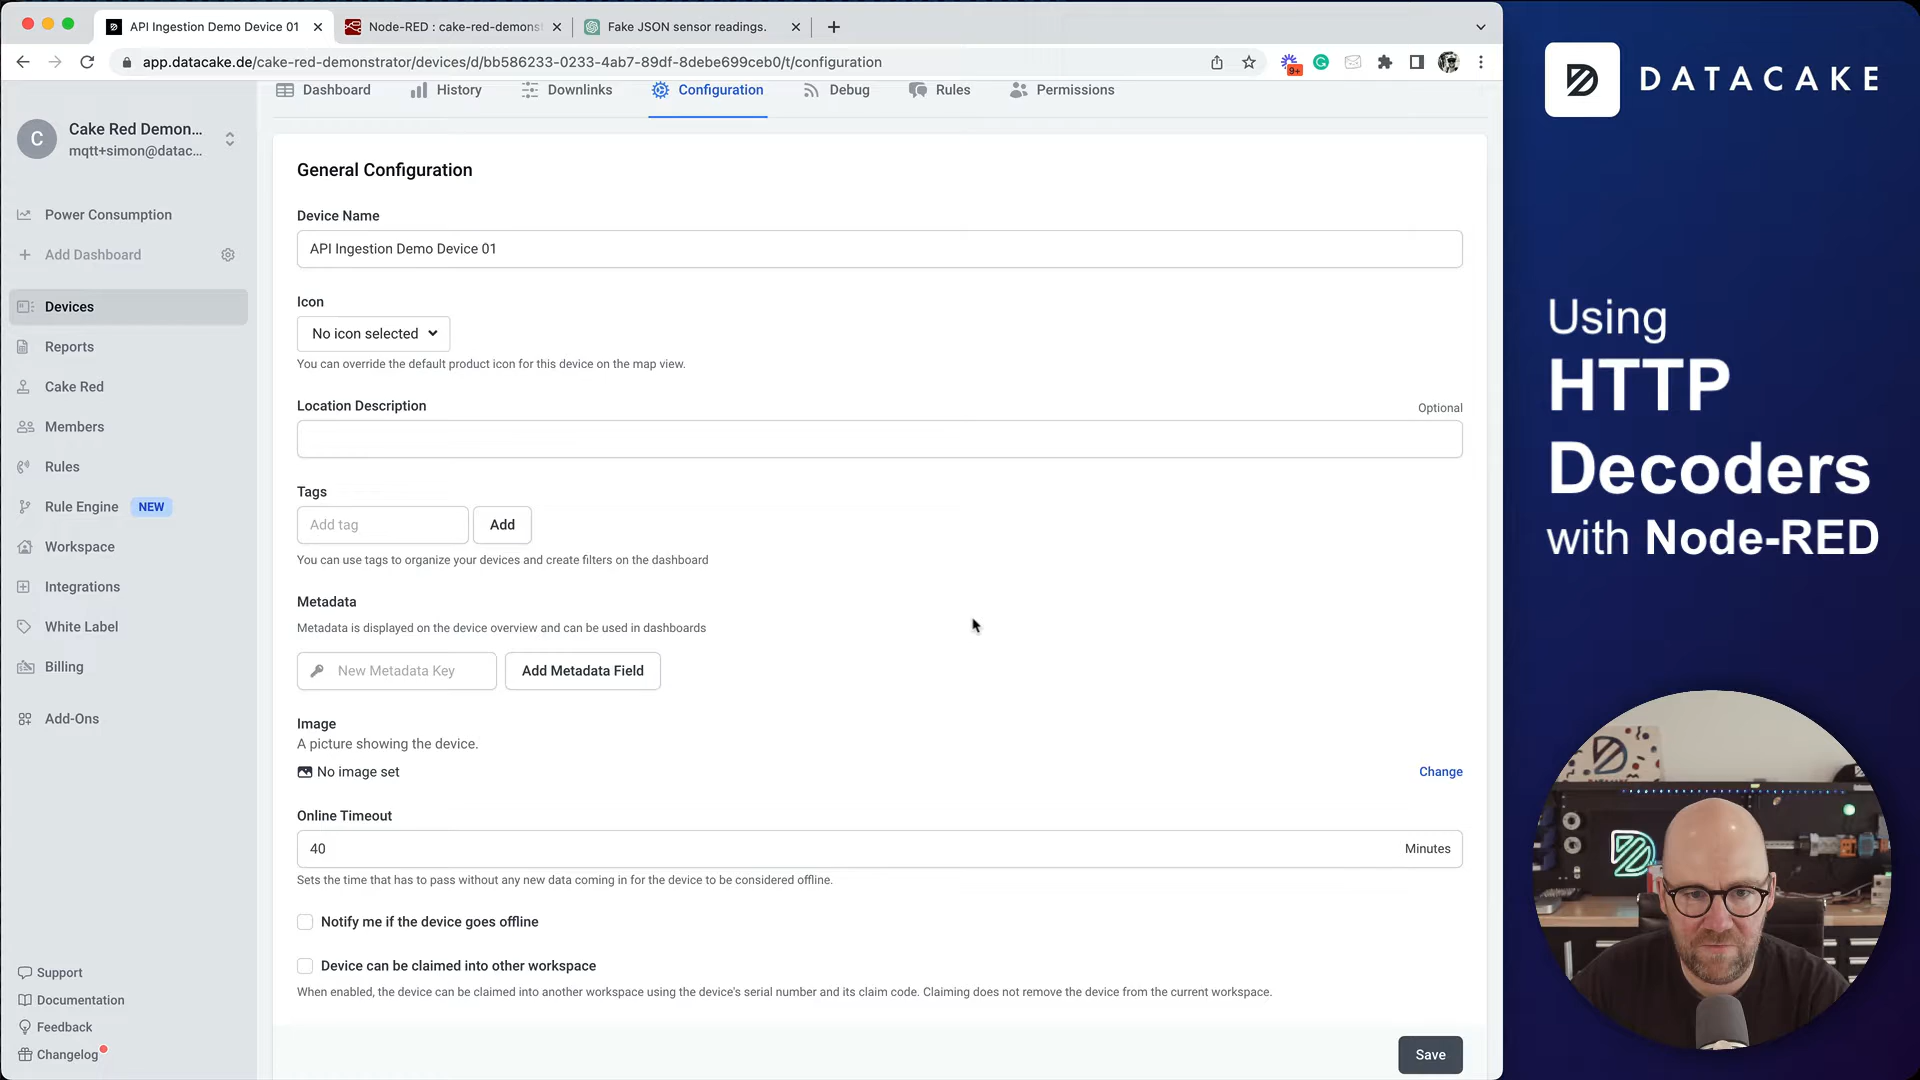 API Ingestion Demo Device 01
Node-RED : cake-red-demonst
Fake JSON sensor readings.
app.datacake.de/cake-red-demonstrator/devices/d/bb586233-0233-4ab7-89df-8debe699ceb0/t/configuration
9+
Dashboard
History
Downlinks
Configuration
Debug
Rules
Permissions
C
Cake Red Demon...
mqtt+simon@datac...
Power Consumption
Add Dashboard
Devices
Reports
Cake Red
Members
Rules
Rule Engine NEW
Workspace
Integrations
White Label
Billing
Add-Ons
Support
Documentation
Feedback
Changelog
General Configuration
Device Name
API Ingestion Demo Device 01
Icon
No icon selected
You can override the default product icon for this device on the map view.
Location Description
Optional
Tags
Add tag
Add
You can use tags to organize your devices and create filters on the dashboard
Metadata
Metadata is displayed on the device overview and can be used in dashboards
New Metadata Key
Add Metadata Field
Image
A picture showing the device.
No image set
Change
Online Timeout
40
Minutes
Sets the time that has to pass without any new data coming in for the device to be considered offline.
Notify me if the device goes offline
Device can be claimed into other workspace
When enabled, the device can be claimed into another workspace using the device's serial number and its claim code. Claiming does not remove the device from the current workspace.
Save
DATACAKE
Using
HTTP
Decoders
with Node-RED